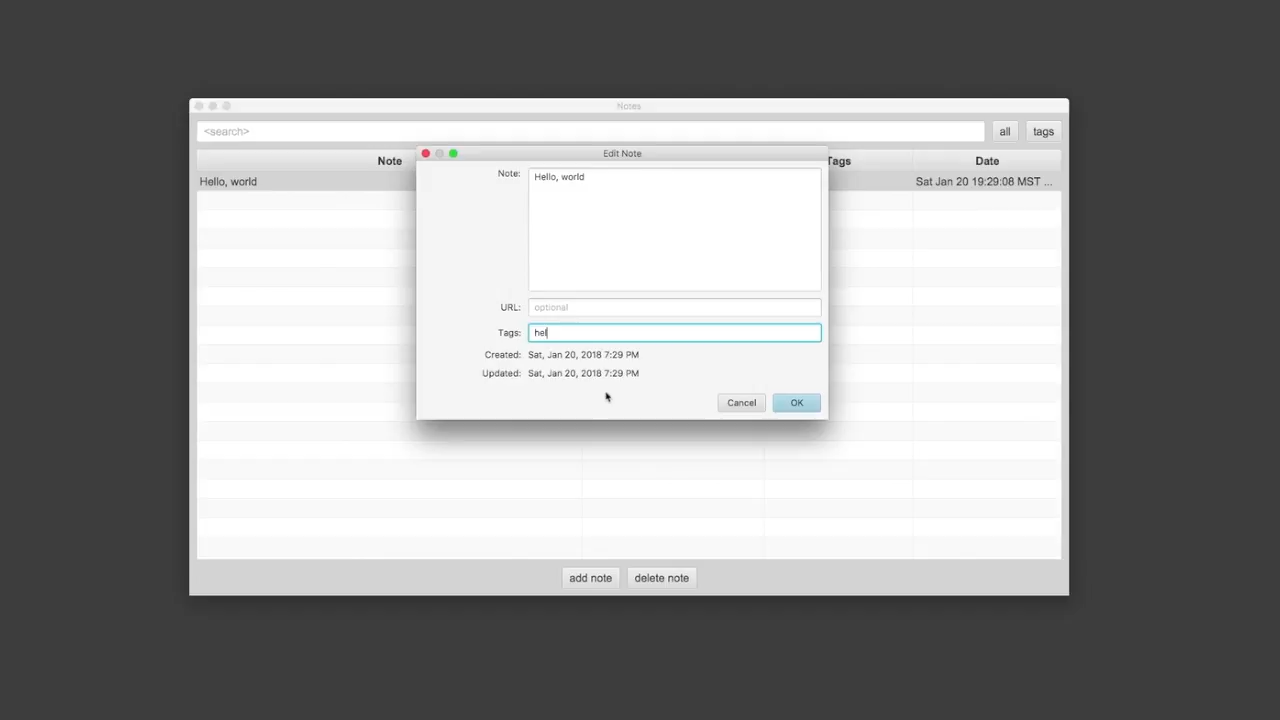 Notes
<search>
all
tags
Note
Tags
Date
Hello, world
Sat Jan 20 19:29:08 MST ...
Edit Note
Note:
Hello, world
URL:
optional
Tags:
hel
Created:
Sat, Jan 20, 2018 7:29 PM
Updated:
Sat, Jan 20, 2018 7:29 PM
Cancel
OK
add note
delete note